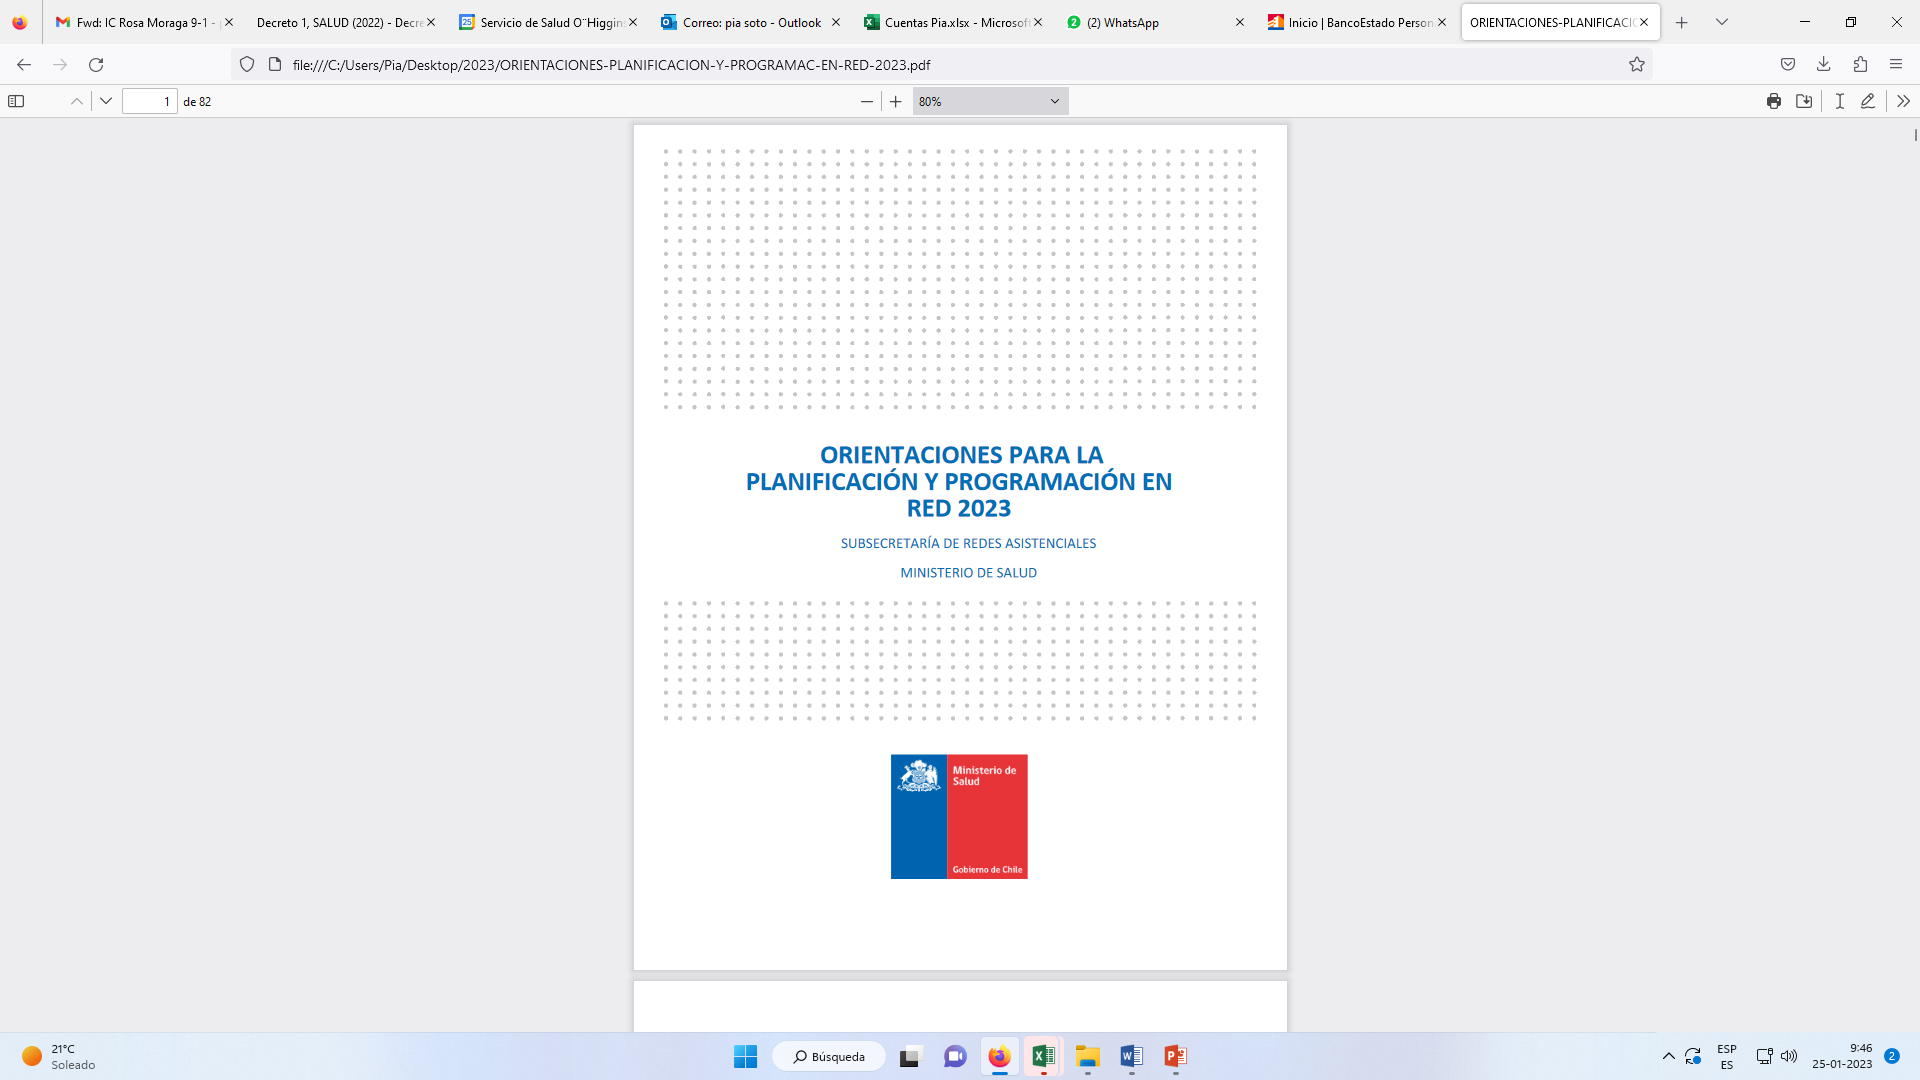 Fwd: IC Rosa Moraga 9-1 -
Decreto 1, SALUD (2022) - Decre
Servicio de Salud O¨Higgin
Correo: pia soto - Outlook
Cuentas Pia.xlsx - Microsof
(2) WhatsApp
Inicio | BancoEstado Person
ORIENTACIONES-PLANIFICACIO
file:///C:/Users/Pia/Desktop/2023/ORIENTACIONES-PLANIFICACION-Y-PROGRAMAC-EN-RED-2023.pdf
1 de 82
80%
ORIENTACIONES PARA LA
PLANIFICACIÓN Y PROGRAMACIÓN EN
RED 2023
SUBSECRETARÍA DE REDES ASISTENCIALES
MINISTERIO DE SALUD
Ministerio de
Salud
Gobierno de Chile
21°C
Soleado
Búsqueda
ESP
ES
9:46
25-01-2023
2